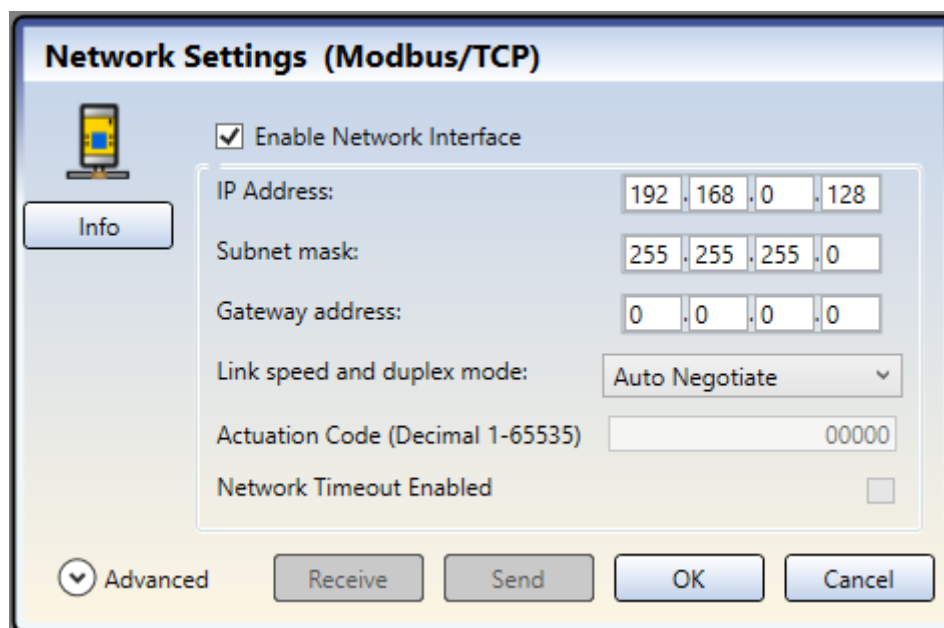 Network Settings (Modbus/TCP)
Enable Network Interface
Info
IP Address: 192 . 168 . 0 . 128
Subnet mask: 255 . 255 . 255 . 0
Gateway address: 0 . 0 . 0 . 0
Link speed and duplex mode: Auto Negotiate
Actuation Code (Decimal 1-65535) 00000
Network Timeout Enabled
Advanced Receive Send OK Cancel